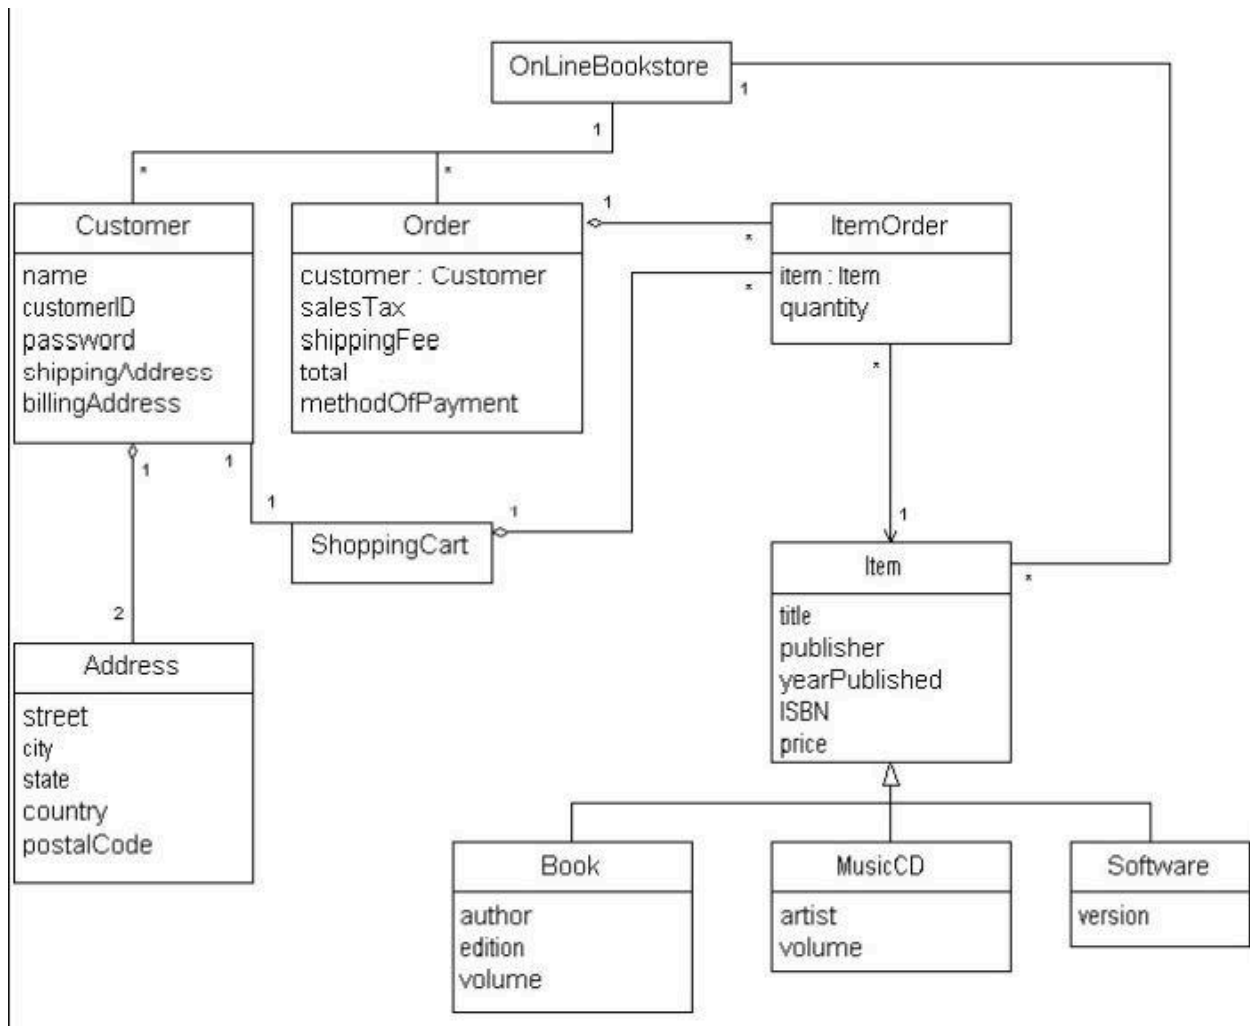 OnLineBookstore
1
1
*
*
Customer
name
customerID
password
shippingAddress
billingAddress
Order
customer : Customer
salesTax
shippingFee
total
methodOfPayment
1
*
*
ItemOrder
item : Item
quantity
*
1
1
1
1
ShoppingCart
1
2
Address
street
city
state
country
postalCode
Item
*
title
publisher
yearPublished
ISBN
price
Book
author
edition
volume
MusicCD
artist
volume
Software
version